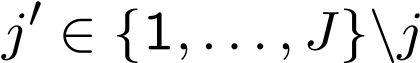 j′ ∈ {1, . . . , J}\j